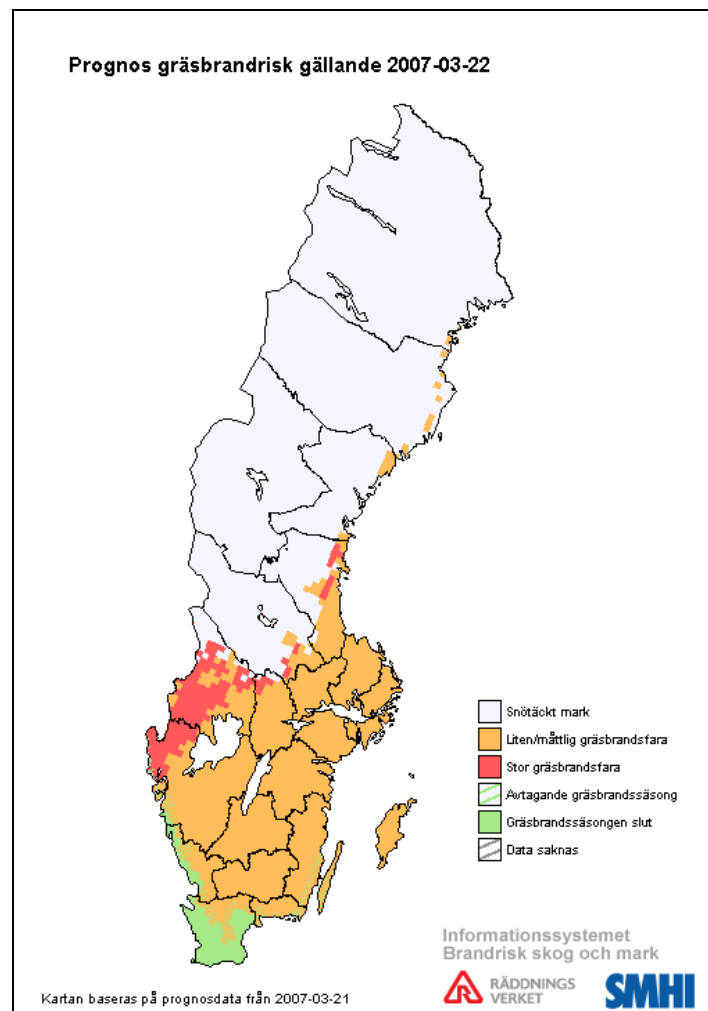 Prognos gräsbrandrisk gällande 2007-03-22
Snötäckt mark
Liten/måttlig gräsbrandsfara
Stor gräsbrandsfara
Avtagande gräsbrandssäsong
Gräsbrandssäsongen slut
Data saknas
Informationssystemet
Brandrisk skog och mark
RÄDDNINGS
VERKET
SMHI
Kartan baseras på prognosdata från 2007-03-21